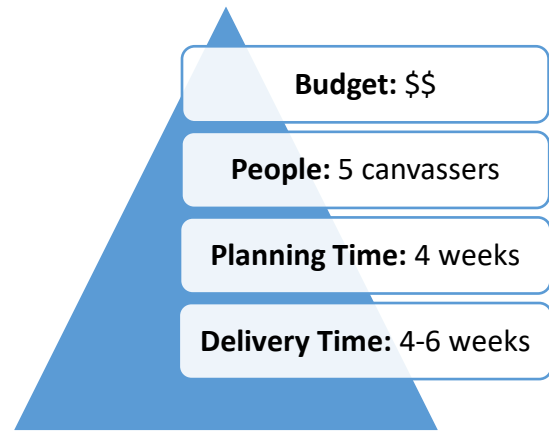 Budget: $$
People: 5 canvassers
Planning Time: 4 weeks
Delivery Time: 4-6 weeks